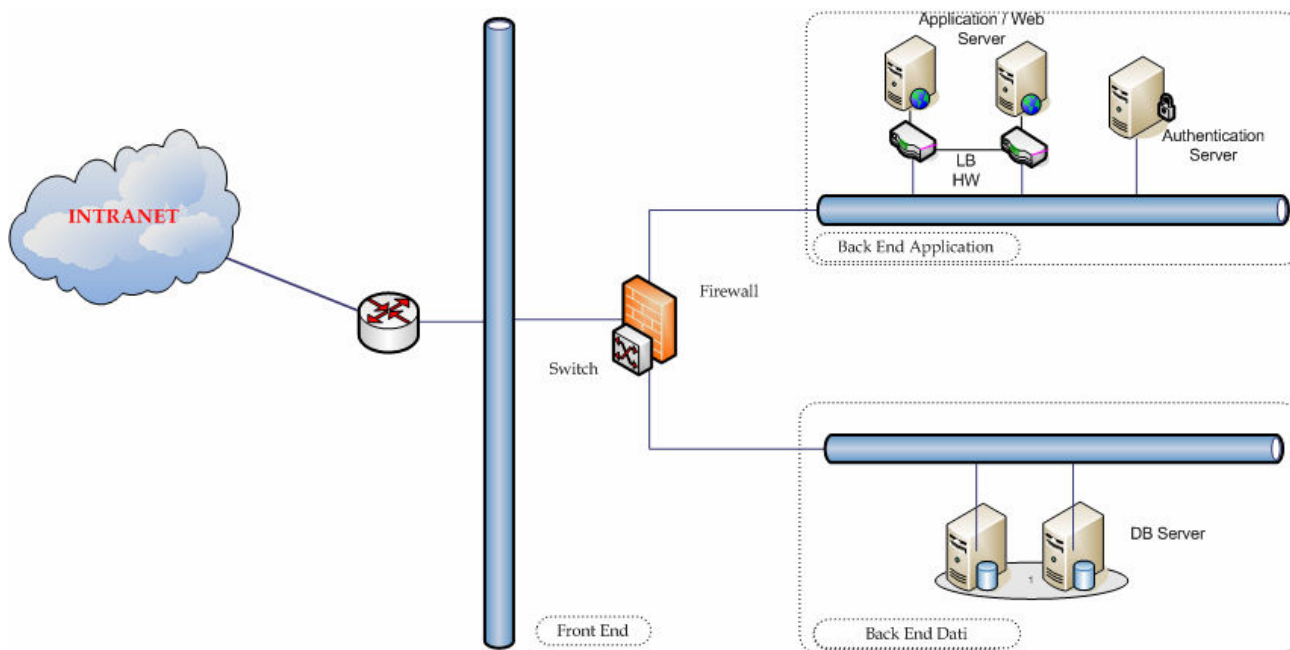 Application / Web
Server
Authentication
Server
LB
HW
INTRANET
Back End Application
Firewall
Switch
DB Server
1
Front End
Back End Dati